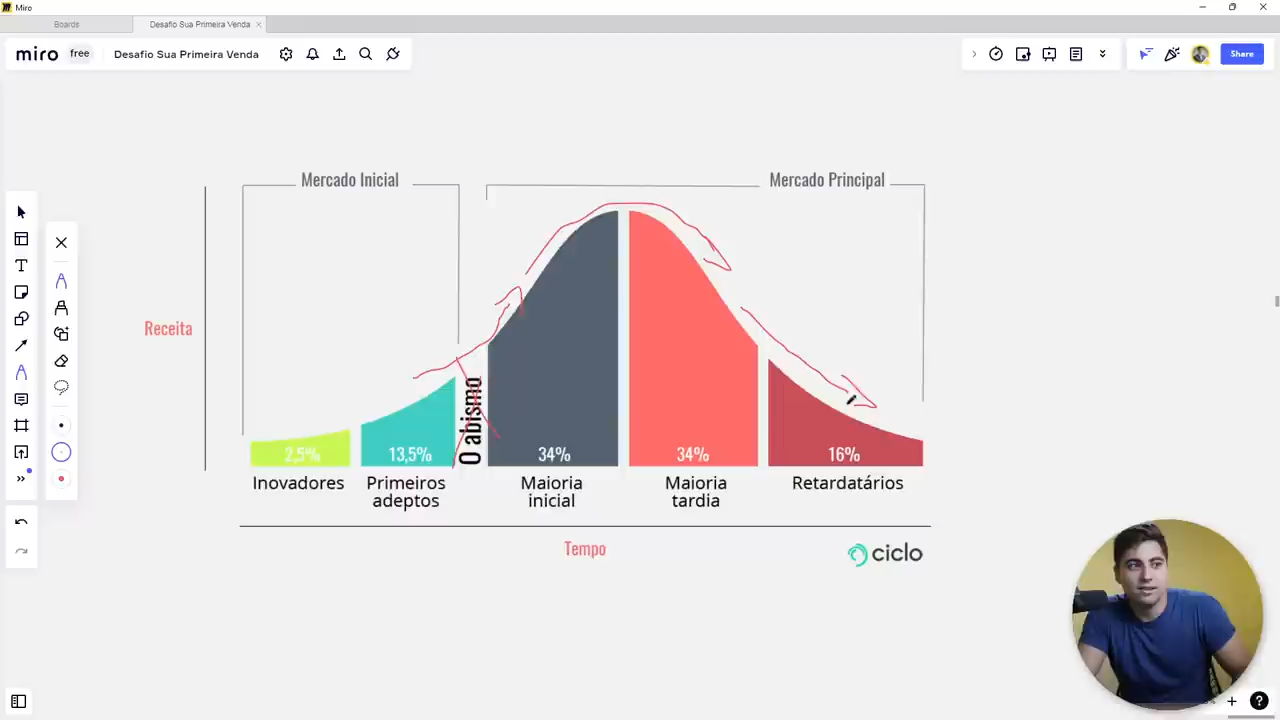 Miro
Boards
Desafio Sua Primeira Venda
miro free
Desafio Sua Primeira Venda
Share
Mercado Inicial
Mercado Principal
Receita
O abismo
2,5%
13,5%
34%
34%
16%
Inovadores
Primeiros
adeptos
Maioria
inicial
Maioria
tardia
Retardatários
Tempo
ciclo